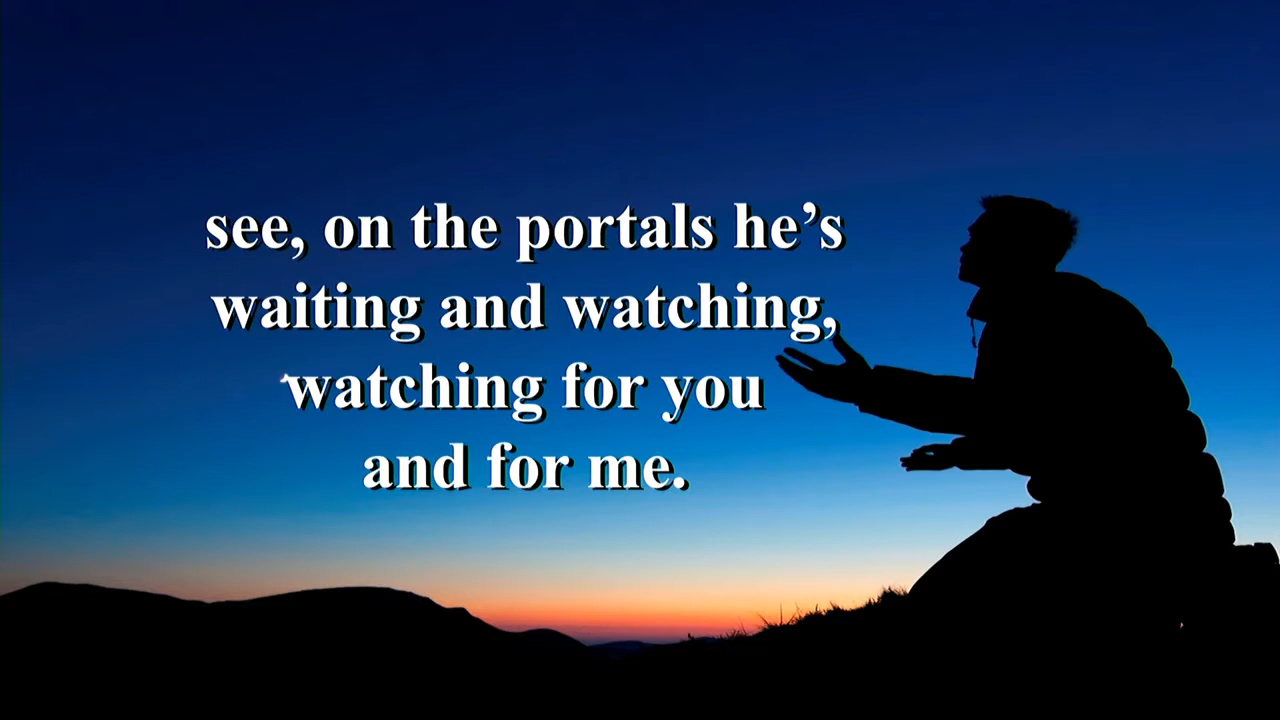 see, on the portals he’s
waiting and watching,
watching for you
and for me.